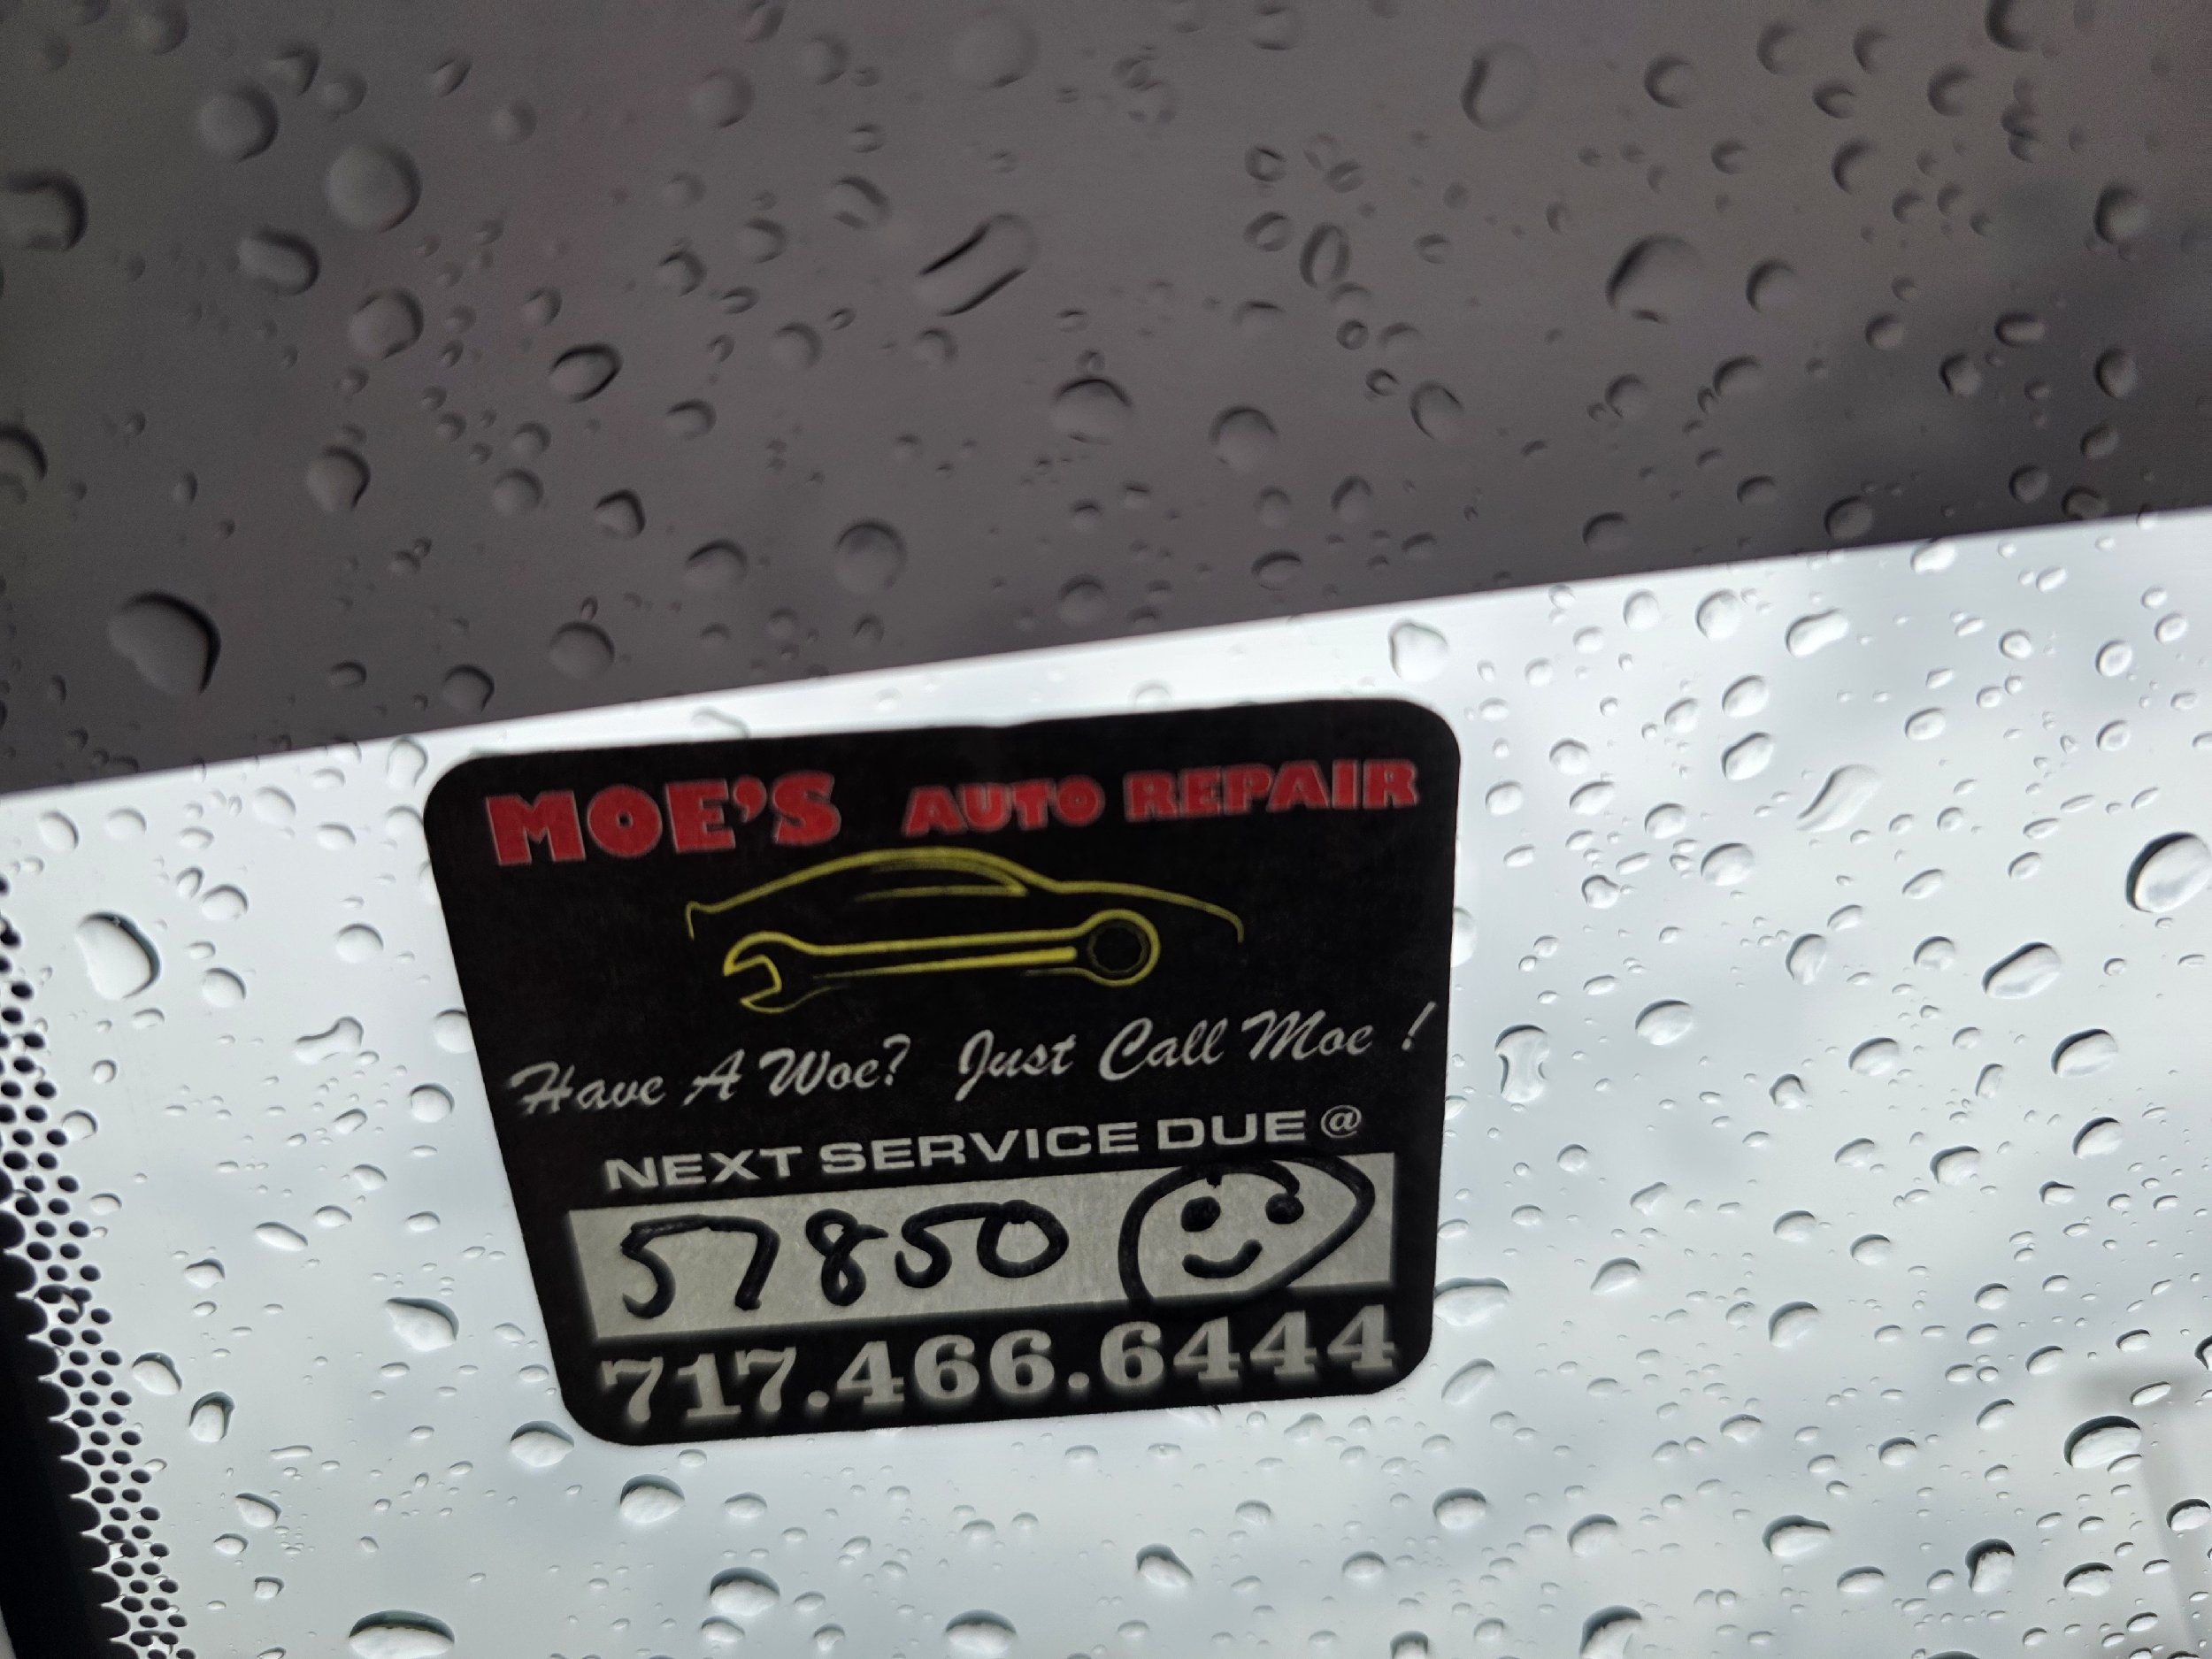 MOE'S AUTO REPAIR
Have A Woe? Just Call Moe !
NEXT SERVICE DUE @
57850
717.466.6444